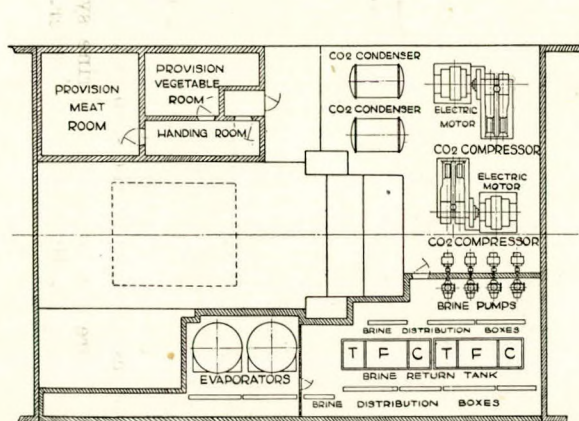 PROVISION
MEAT
ROOM
PROVISION
VEGETABLE
ROOM
HANDING ROOM
CO2 CONDENSER
CO2 CONDENSER
ELECTRIC
MOTOR
CO2 COMPRESSOR
ELECTRIC
MOTOR
CO2 COMPRESSOR
BRINE PUMPS
BRINE DISTRIBUTION BOXES
T F C T F C
BRINE RETURN TANK
EVAPORATORS
BRINE DISTRIBUTION BOXES